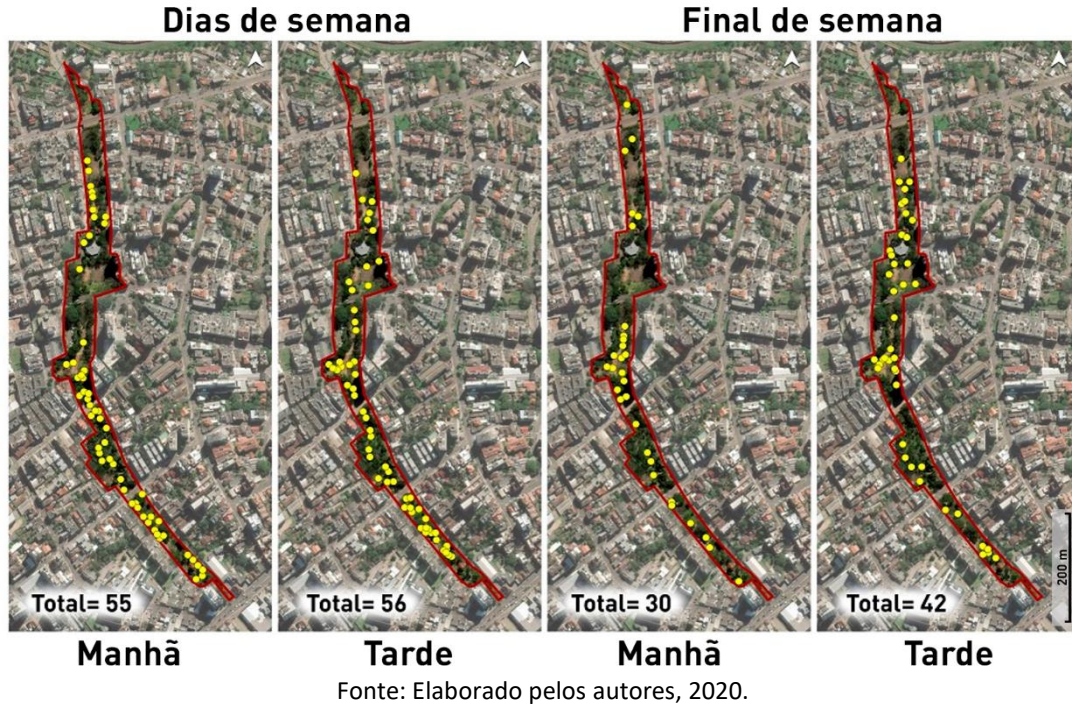 Dias de semana
Final de semana
Total= 55
Total= 56
Total= 30
Total= 42
200 m
Manhã
Tarde
Manhã
Tarde
Fonte: Elaborado pelos autores, 2020.